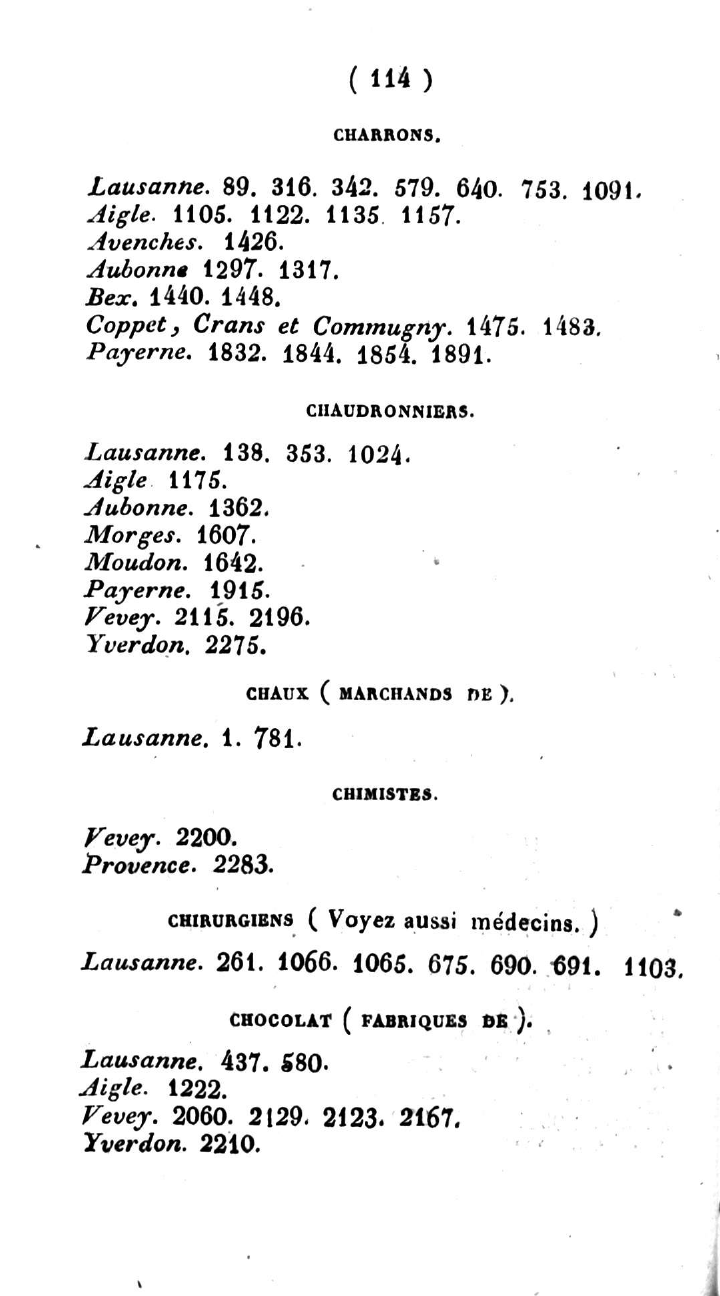 ( 114 )
CHARRONS.
Lausanne. 89. 316. 342. 579. 640. 753. 1091.
Aigle. 1105. 1122. 1135. 1157.
Avenches. 1426.
Aubonne 1297. 1317.
Bex. 1440. 1448.
Coppet, Crans et Commugny. 1475. 1483.
Payerne. 1832. 1844. 1854. 1891.
CHAUDRONNIERS.
Lausanne. 138. 353. 1024.
Aigle 1175.
Aubonne. 1362.
Morges. 1607.
Moudon. 1642.
Payerne. 1915.
Vevey. 2115. 2196.
Yverdon. 2275.
CHAUX ( MARCHANDS DE ).
Lausanne. 1. 781.
CHIMISTES.
Vevey. 2200.
Provence. 2283.
CHIRURGIENS ( Voyez aussi médecins. )
Lausanne. 261. 1066. 1065. 675. 690. 691. 1103.
CHOCOLAT ( FABRIQUES DE ).
Lausanne. 437. 580.
Aigle. 1222.
Vevey. 2060. 2129. 2123. 2167.
Yverdon. 2210.